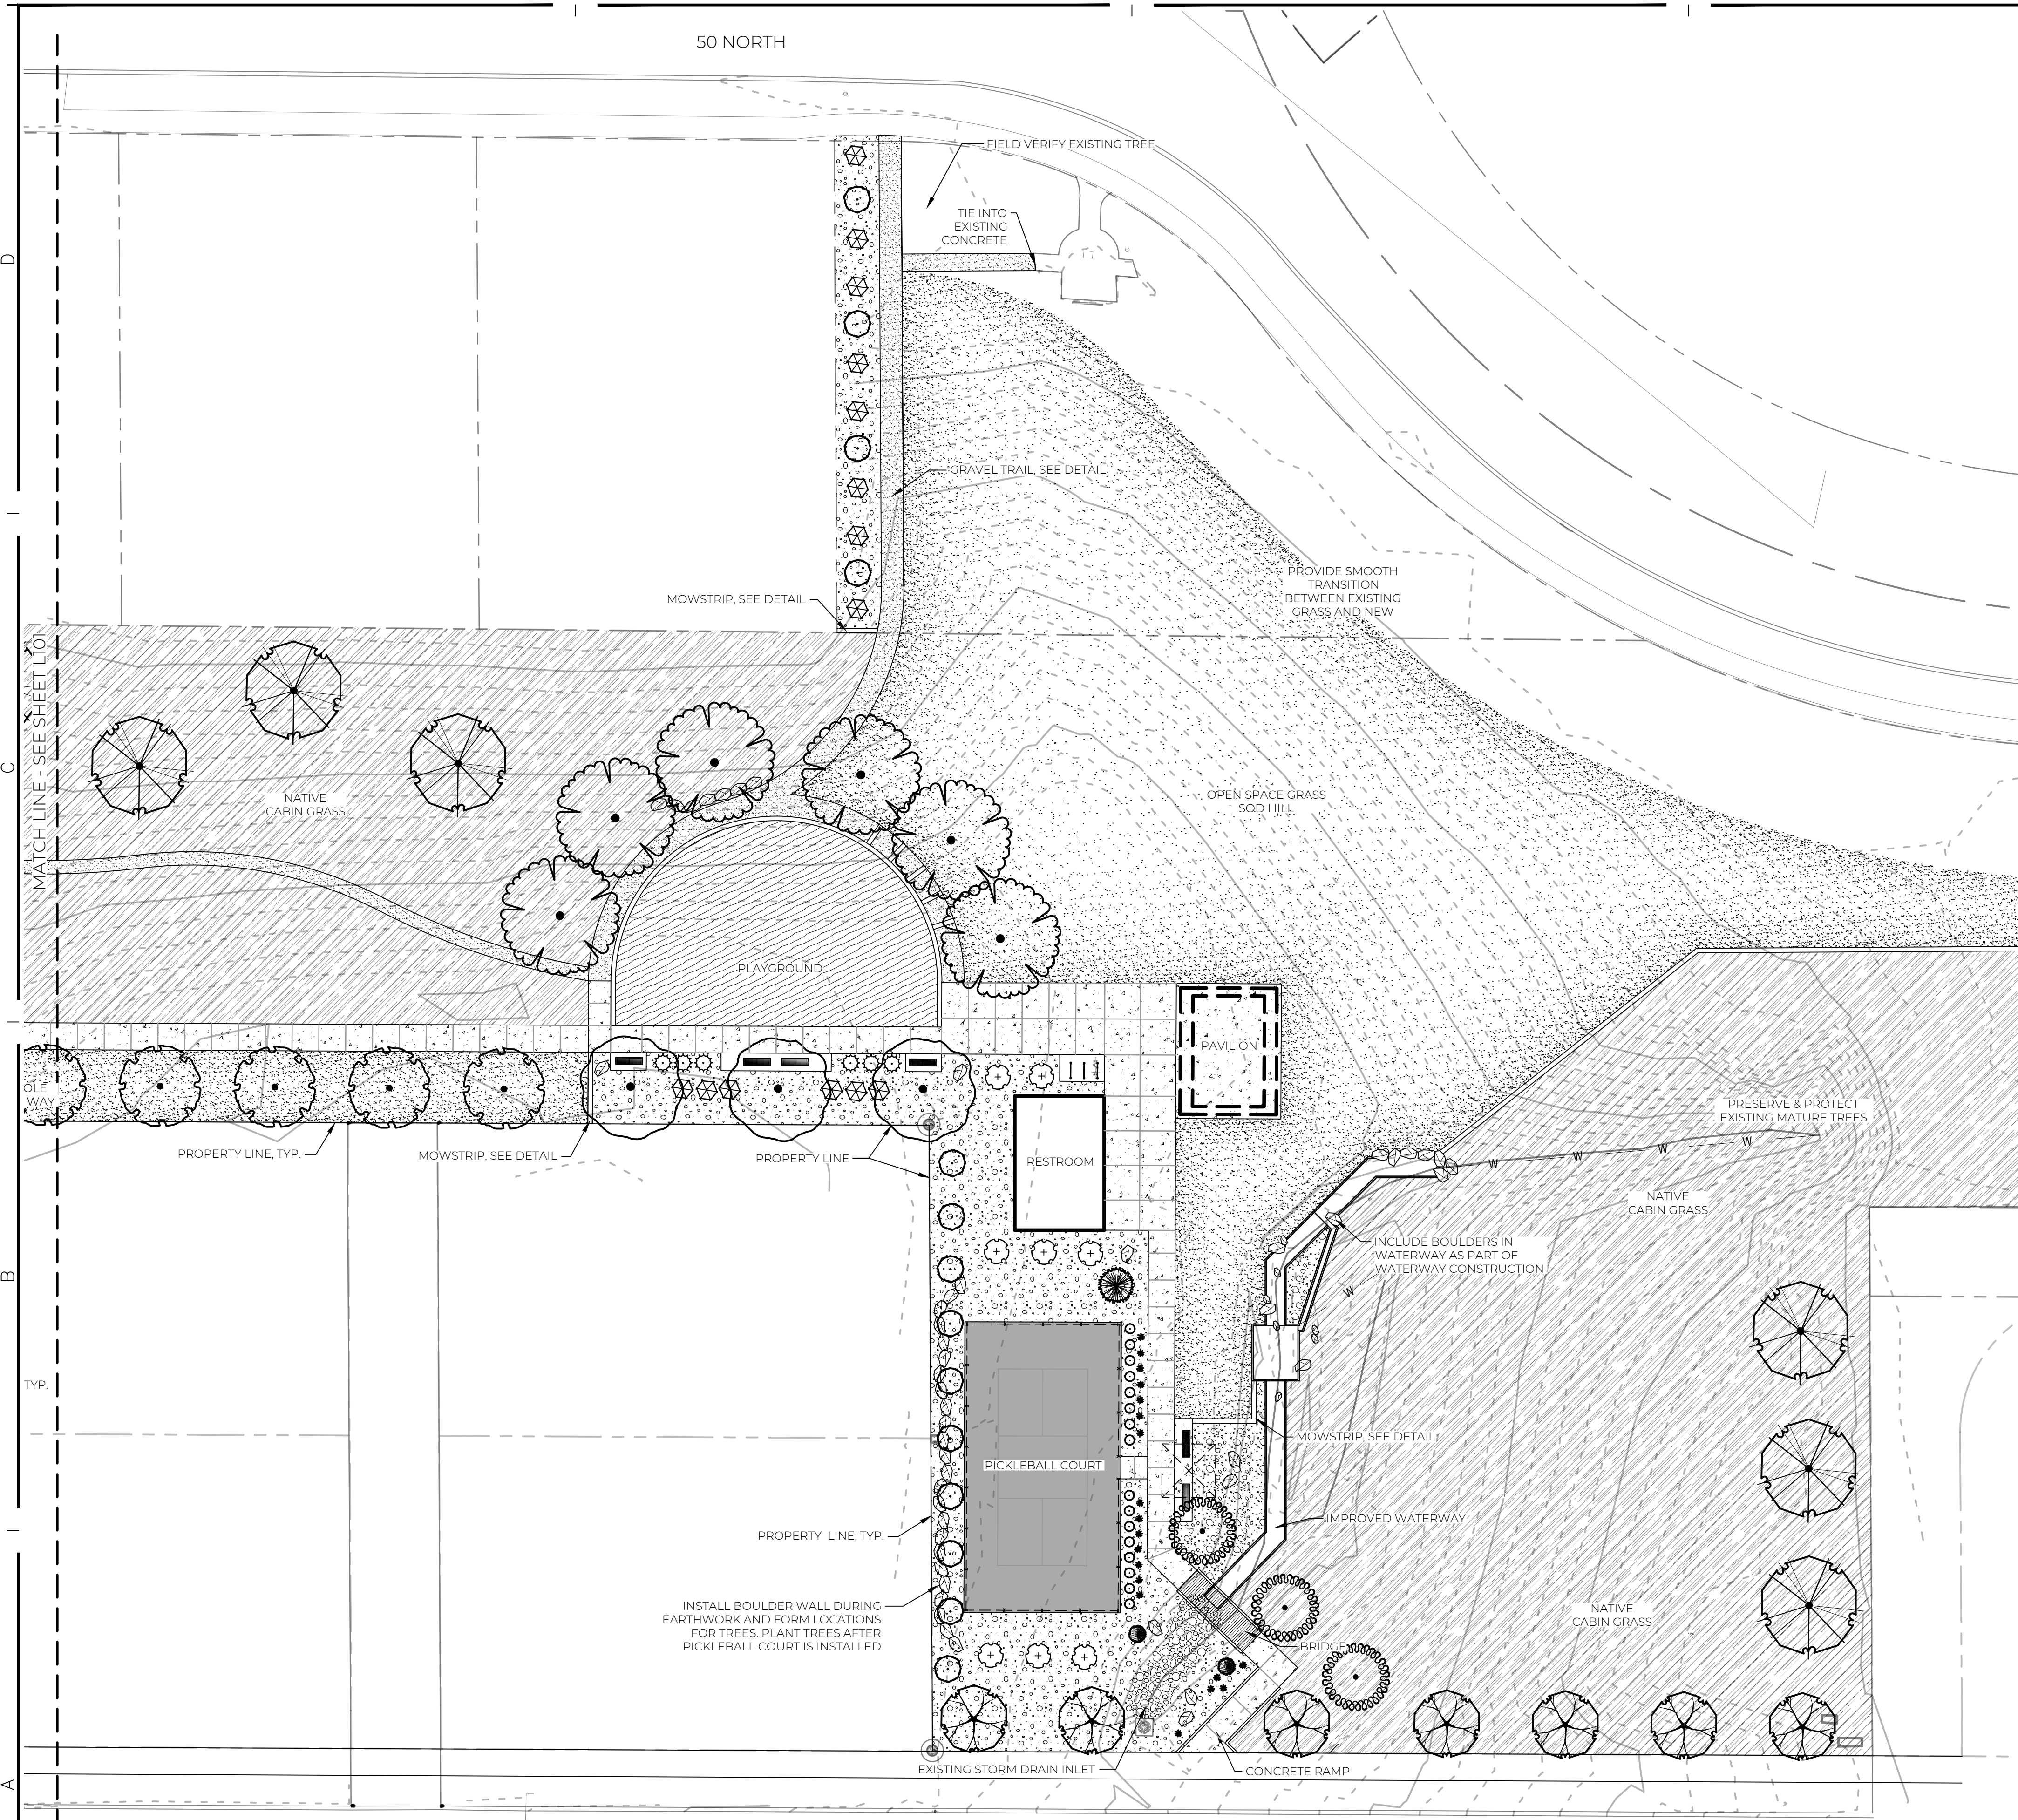 50 NORTH
FIELD VERIFY EXISTING TREE
TIE INTO
EXISTING
CONCRETE
D
GRAVEL TRAIL, SEE DETAIL
PROVIDE SMOOTH
TRANSITION
BETWEEN EXISTING
GRASS AND NEW
MOWSTRIP, SEE DETAIL
MATCH LINE - SEE SHEET L101
C
NATIVE
CABIN GRASS
OPEN SPACE GRASS
SOD HILL
PLAYGROUND
PAVILION
OLE
WAY
PRESERVE & PROTECT
EXISTING MATURE TREES
W
W
W
W
W
PROPERTY LINE, TYP.
MOWSTRIP, SEE DETAIL
PROPERTY LINE
RESTROOM
NATIVE
CABIN GRASS
INCLUDE BOULDERS IN
WATERWAY AS PART OF
WATERWAY CONSTRUCTION
B
TYP.
MOWSTRIP, SEE DETAIL
PICKLEBALL COURT
IMPROVED WATERWAY
PROPERTY LINE, TYP.
INSTALL BOULDER WALL DURING
EARTHWORK AND FORM LOCATIONS
FOR TREES. PLANT TREES AFTER
PICKLEBALL COURT IS INSTALLED
NATIVE
CABIN GRASS
BRIDGE
EXISTING STORM DRAIN INLET
CONCRETE RAMP
A